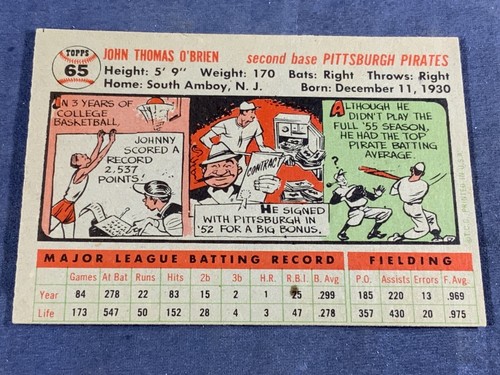 TOPPS
65
JOHN THOMAS O'BRIEN second base PITTSBURGH PIRATES
Height: 5' 9" Weight: 170 Bats: Right Throws: Right
Home: South Amboy, N. J. Born: December 11, 1930
IN 3 YEARS OF
COLLEGE
BASKETBALL,
JOHNNY
SCORED A
RECORD
2,537
POINTS!
CONTRACT
HE SIGNED
WITH PITTSBURGH IN
'52 FOR A BIG BONUS.
ALTHOUGH HE
DIDN'T PLAY THE
FULL '55 SEASON,
HE HAD THE TOP
PIRATE BATTING
AVERAGE.
MAJOR LEAGUE BATTING RECORD FIELDING
Games At Bat Runs Hits 2b 3b H.R. R.B.I. B.Avg. P.O. Assists Errors F.Avg.
Year 84 278 22 83 15 2 1 25 .299 185 220 13 .969
Life 173 547 50 152 28 4 3 47 .278 357 400 20 .975